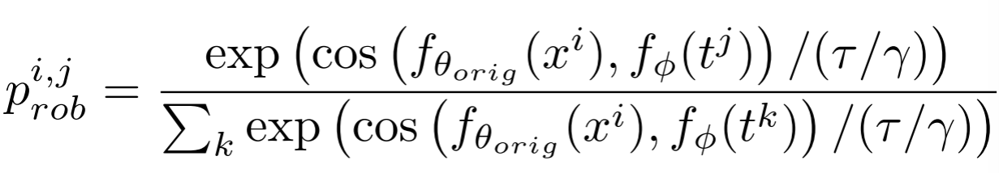 p_{rob}^{i,j} = \frac{\exp\left(\cos\left(f_{\theta_{orig}}(x^i), f_\phi(t^j)\right)/(\tau/\gamma)\right)}{\sum_k \exp\left(\cos\left(f_{\theta_{orig}}(x^i), f_\phi(t^k)\right)/(\tau/\gamma)\right)}